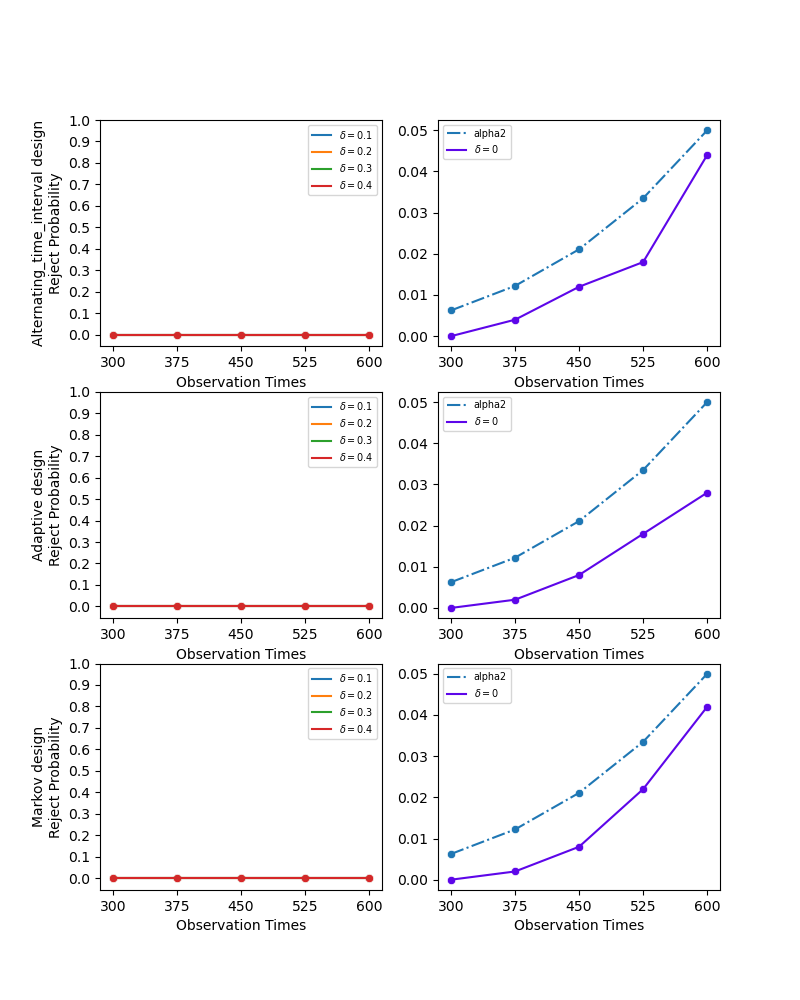 Alternating_time_interval design
Reject Probability
1.0
0.9
0.8
0.7
0.6
0.5
0.4
0.3
0.2
0.1
0.0
δ = 0.1
δ = 0.2
δ = 0.3
δ = 0.4
300 375 450 525 600
Observation Times
0.05
0.04
0.03
0.02
0.01
0.00
alpha2
δ = 0
300 375 450 525 600
Observation Times
Adaptive design
Reject Probability
1.0
0.9
0.8
0.7
0.6
0.5
0.4
0.3
0.2
0.1
0.0
δ = 0.1
δ = 0.2
δ = 0.3
δ = 0.4
300 375 450 525 600
Observation Times
0.05
0.04
0.03
0.02
0.01
0.00
alpha2
δ = 0
300 375 450 525 600
Observation Times
Markov design
Reject Probability
1.0
0.9
0.8
0.7
0.6
0.5
0.4
0.3
0.2
0.1
0.0
δ = 0.1
δ = 0.2
δ = 0.3
δ = 0.4
300 375 450 525 600
Observation Times
0.05
0.04
0.03
0.02
0.01
0.00
alpha2
δ = 0
300 375 450 525 600
Observation Times